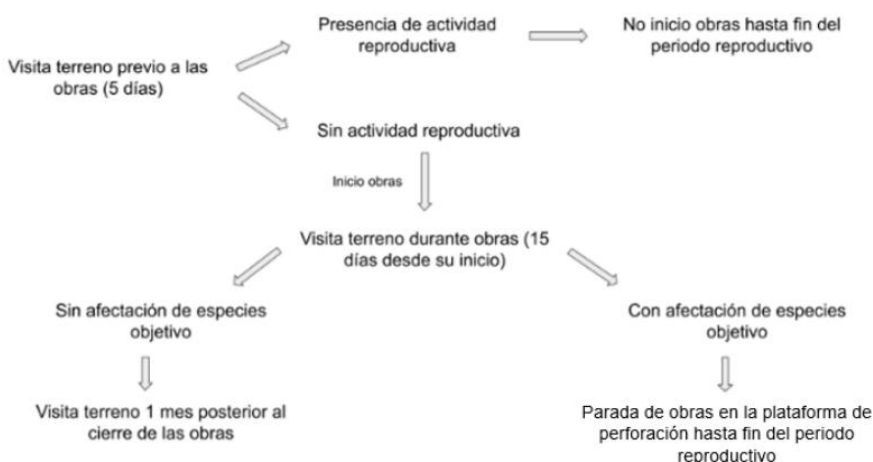 Presencia de actividad
reproductiva
No inicio obras hasta fin del
periodo reproductivo
Visita terreno previo a las
obras (5 días)
Sin actividad reproductiva
Inicio obras
Visita terreno durante obras (15
días desde su inicio)
Sin afectación de especies
objetivo
Con afectación de especies
objetivo
Visita terreno 1 mes posterior al
cierre de las obras
Parada de obras en la plataforma de
perforación hasta fin del periodo
reproductivo